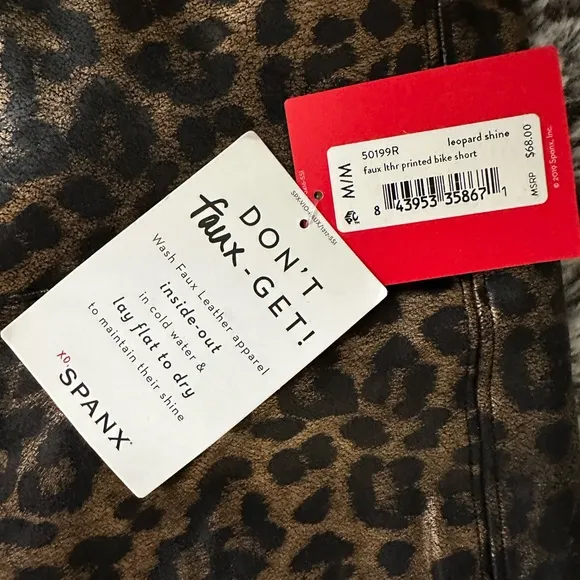 DON'T
faux-GET!
Wash Faux Leather apparel
inside-out
in cold water &
lay flat to dry
to maintain their shine
XO, SPANX
M/M
50199R leopard shine
faux lthr printed bike short
8 43953 35867 1
MSRP $68.00
© 2019 Spanx, Inc.